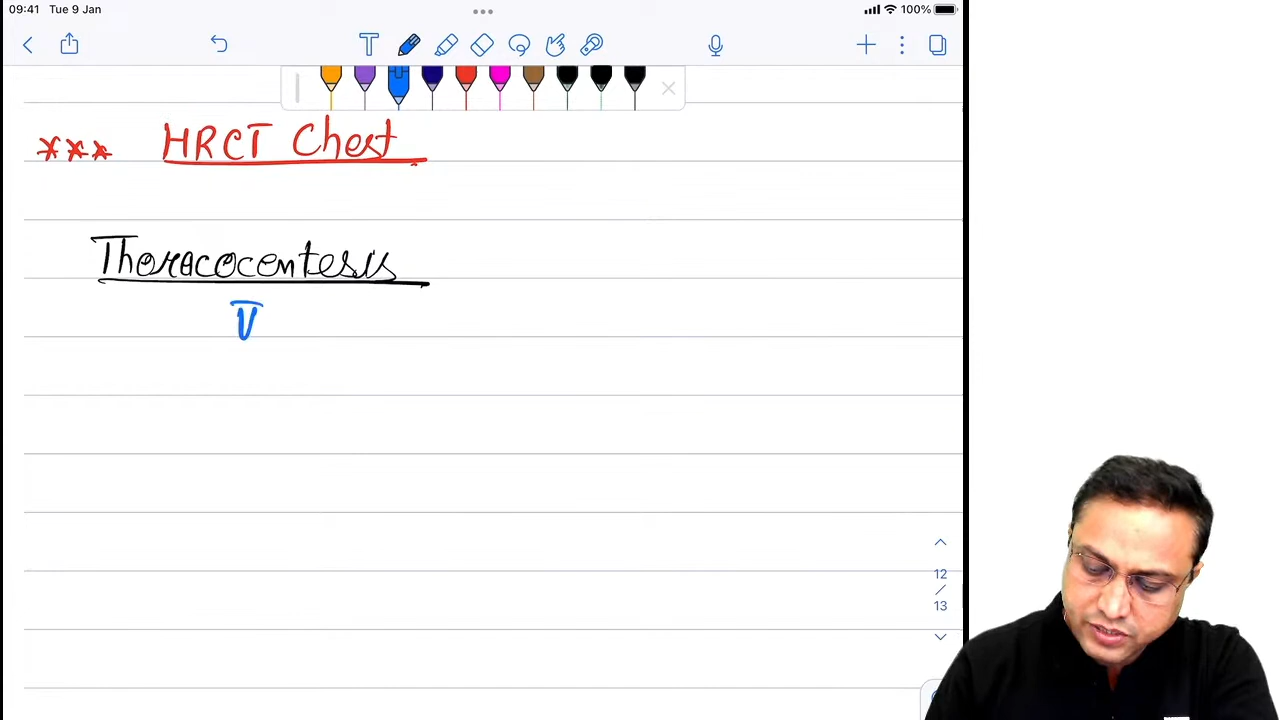 09:41 Tue 9 Jan
100%
T
*** HRCT Chest
Thoracocentesis
12
/
13